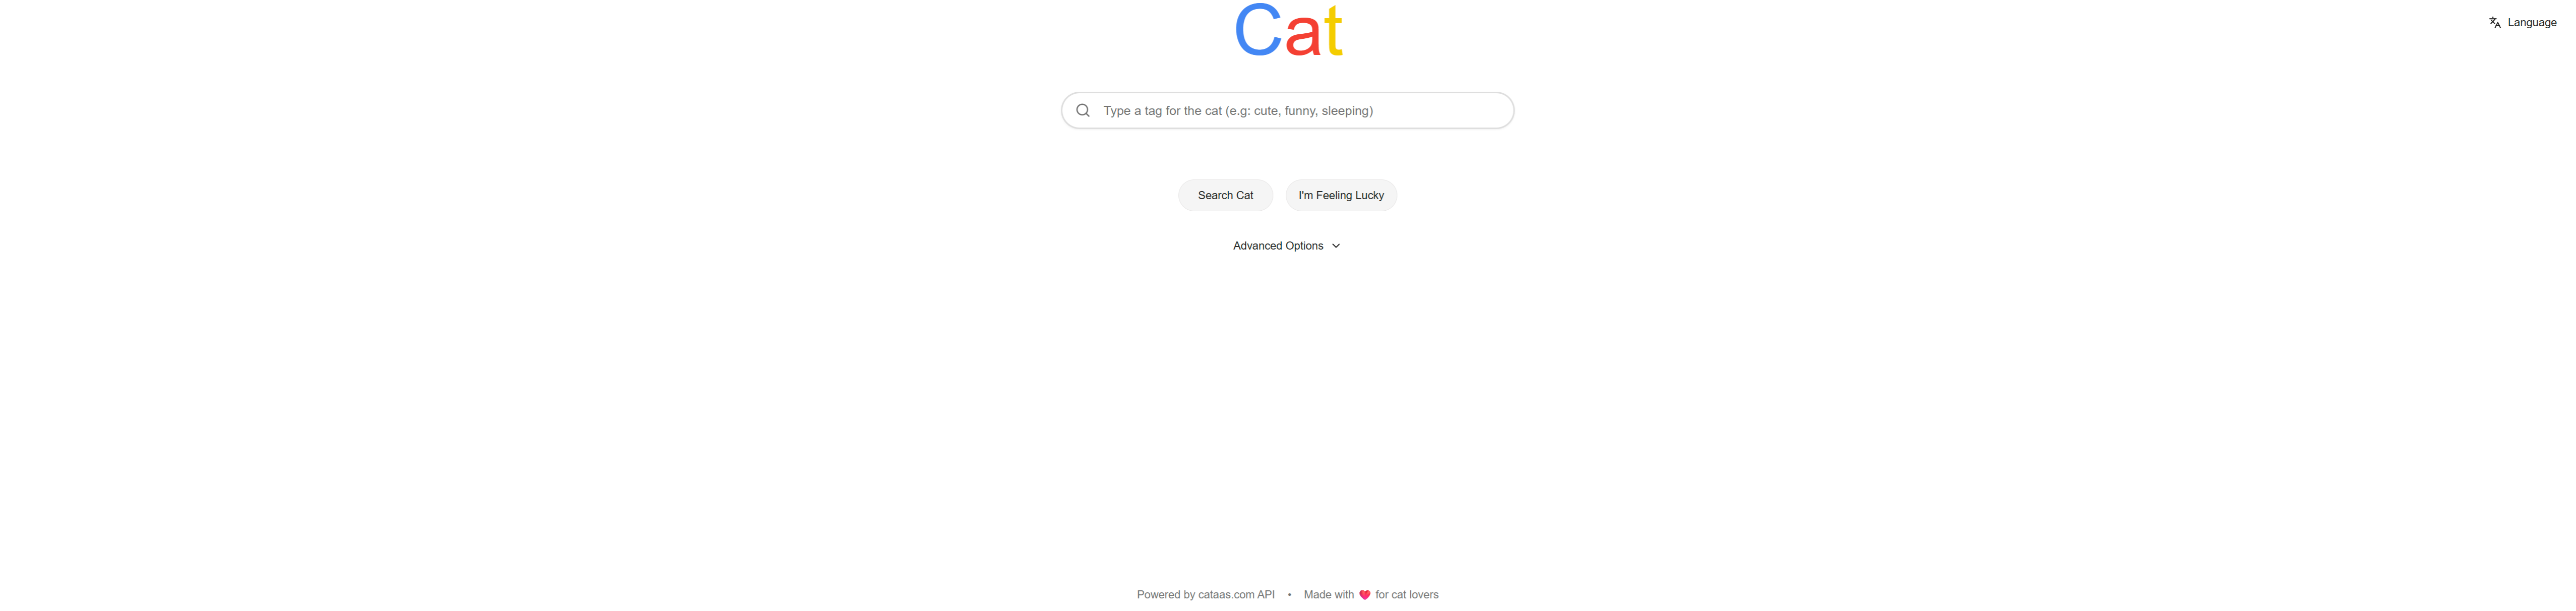 Cat
Language
Type a tag for the cat (e.g: cute, funny, sleeping)
Search Cat
I'm Feeling Lucky
Advanced Options
Powered by cataas.com API • Made with ❤️ for cat lovers